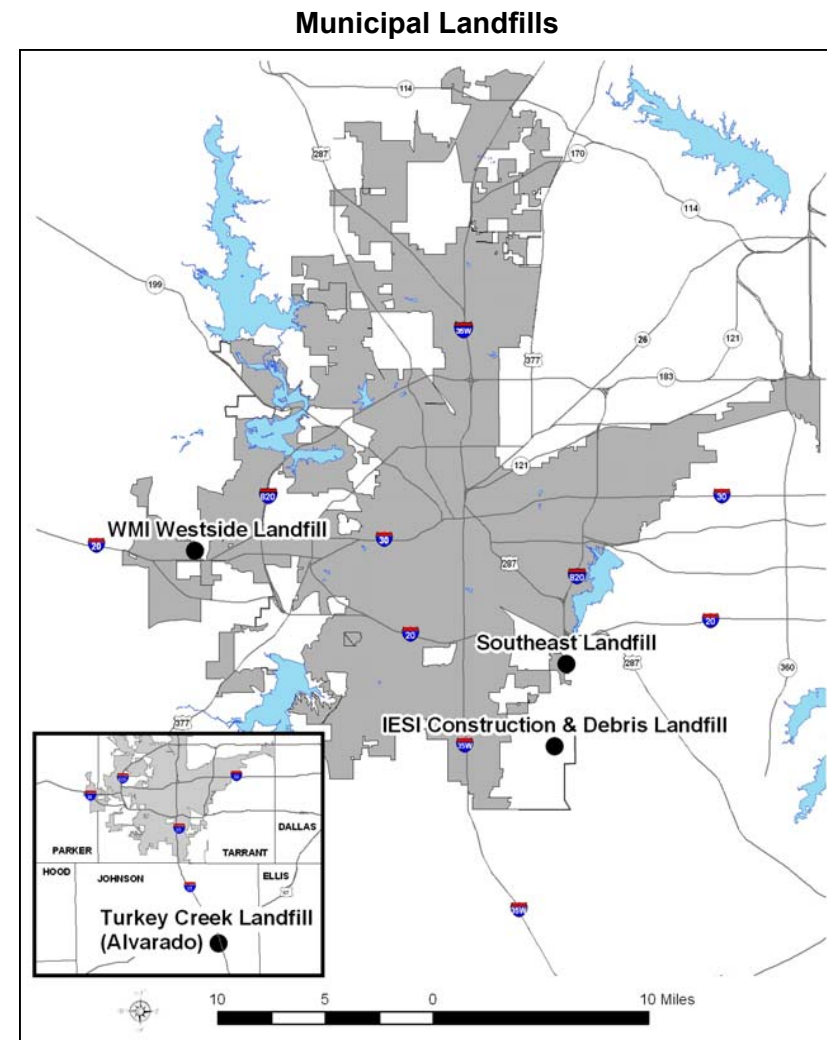 Municipal Landfills
114
287
170
114
199
35W
26
121
377
183
121
820
30
WMI Westside Landfill
20
30
287
820
20
20
Southeast Landfill
287
360
377
IESI Construction & Debris Landfill
35W
DALLAS
PARKER
TARRANT
HOOD
JOHNSON
ELLIS
Turkey Creek Landfill
(Alvarado)
35W
10 5 0 10 Miles